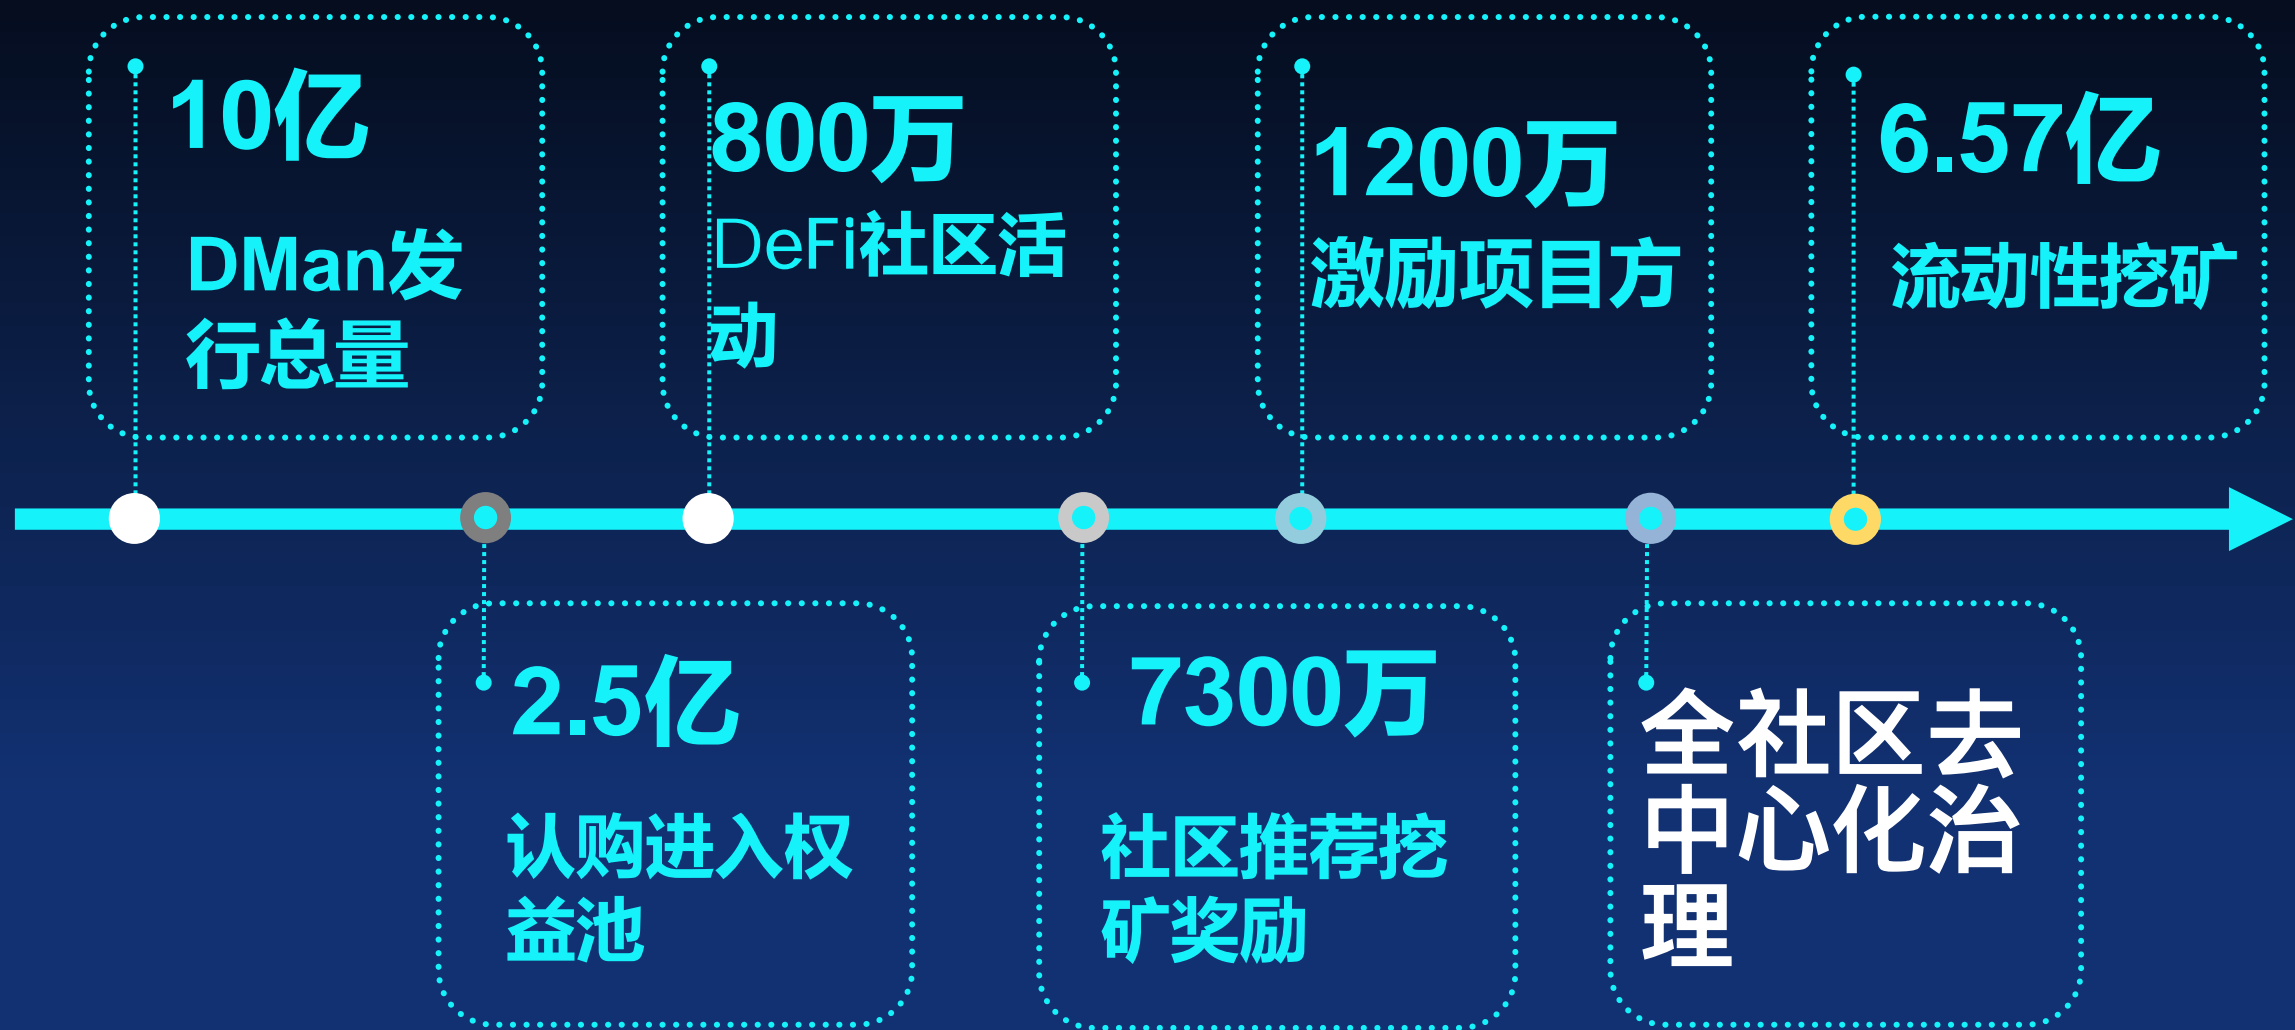 10亿
DMan发
行总量
800万
DeFi社区活
动
1200万
激励项目方
6.57亿
流动性挖矿
2.5亿
认购进入权
益池
7300万
社区推荐挖
矿奖励
全社区去
中心化治
理